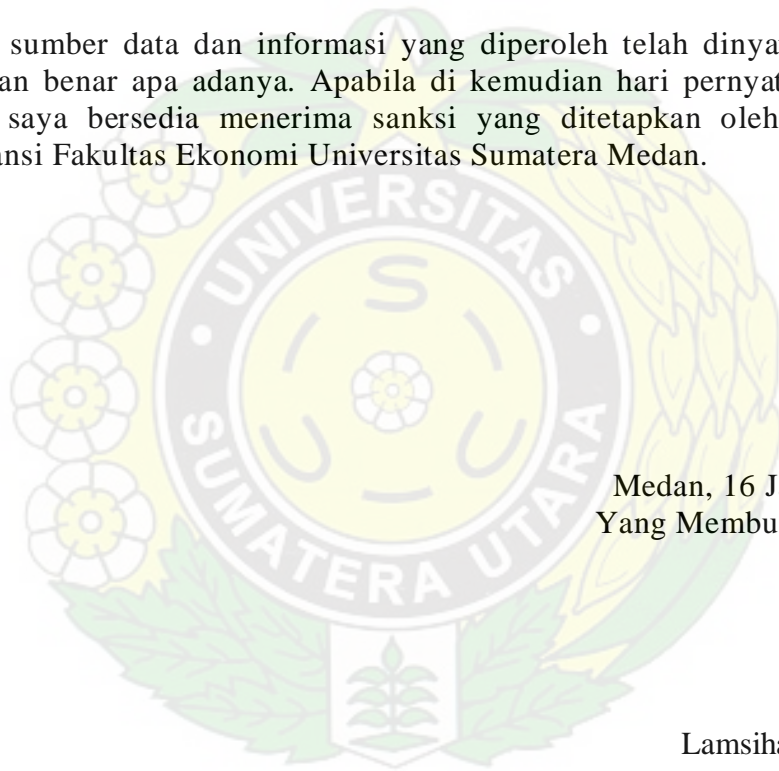 sumber data dan informasi yang diperoleh telah dinya
an benar apa adanya. Apabila di kemudian hari pernyat
saya bersedia menerima sanksi yang ditetapkan oleh
ansi Fakultas Ekonomi Universitas Sumatera Medan.
UNIVERSITAS
S
U
U
SUMATERA UTARA
Medan, 16 J
Yang Membu
Lamsiha